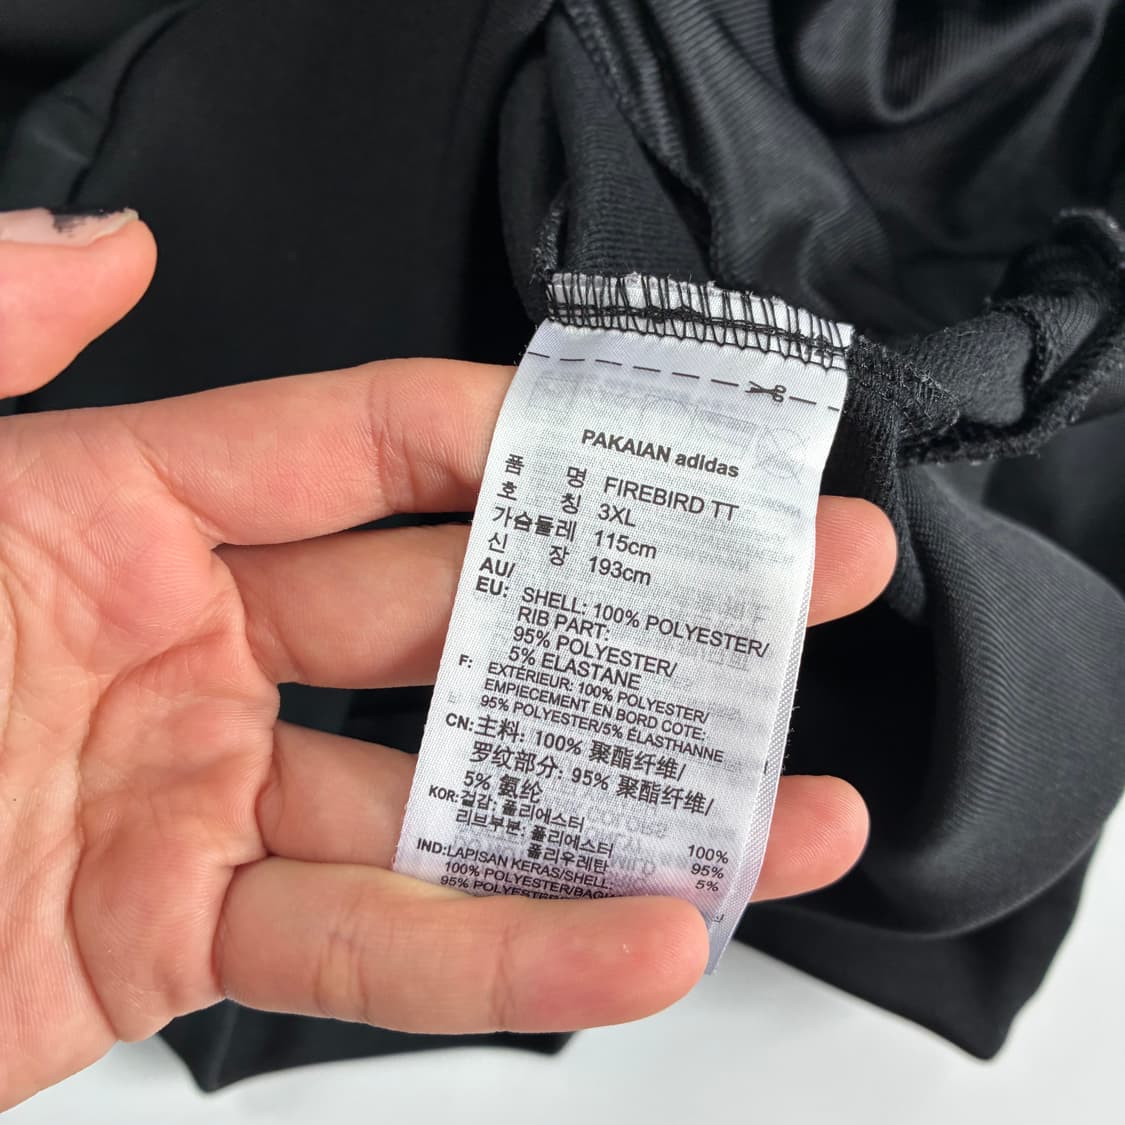 PAKAIAN adidas
품 명 FIREBIRD TT
호 칭 3XL
가슴둘레 115cm
신 장 193cm
AU/
EU: SHELL: 100% POLYESTER/
RIB PART:
95% POLYESTER/
5% ELASTANE
F: EXTÉRIEUR: 100% POLYESTER/
EMPIECEMENT EN BORD COTE:
95% POLYESTER/5% ÉLASTHANNE
CN: 主料: 100% 聚酯纤维/
罗纹部分: 95% 聚酯纤维/
5% 氨纶
KOR: 겉감: 폴리에스터 100%
리브부분: 폴리에스터 95%
폴리우레탄 5%
IND: LAPISAN KERAS/SHELL:
100% POLYESTER/
95%